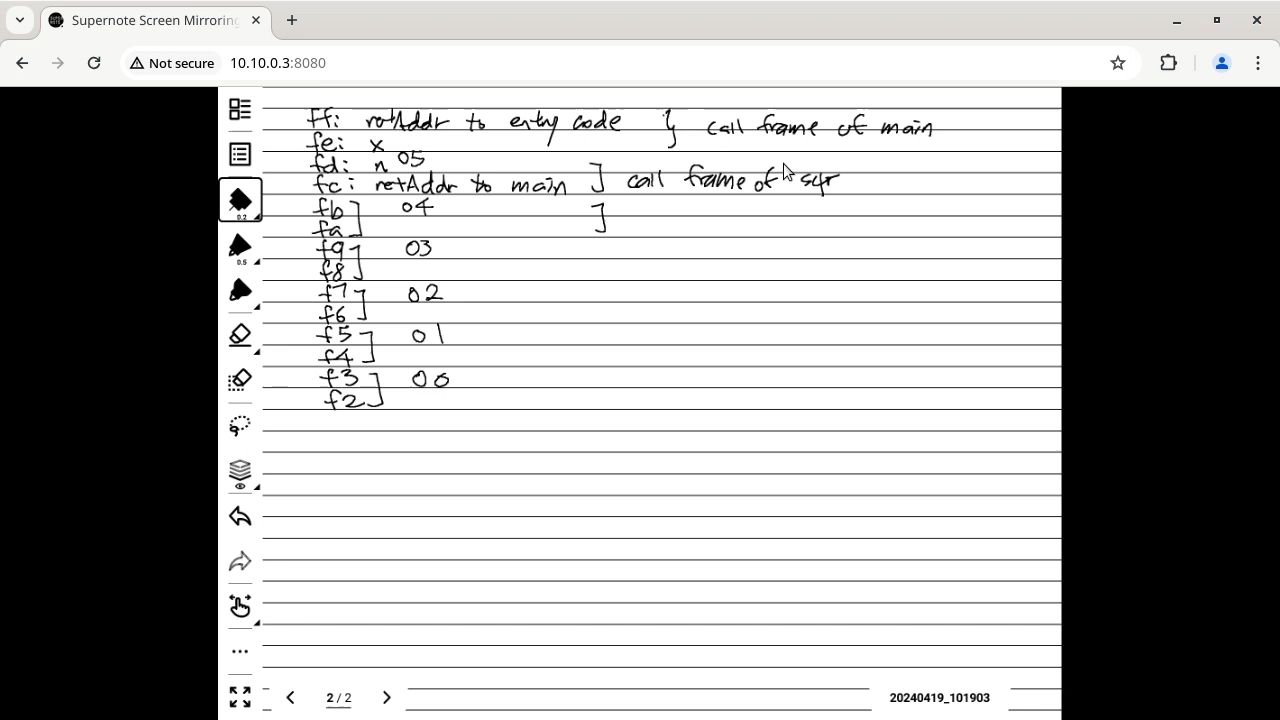 Supernote Screen Mirroring
Not secure 10.10.0.3:8080
ff: retAddr to entry code } call frame of main
fe: x
fd: n 05
fc: retAddr to main ] call frame of sqr
fb ] 04 ]
fa
f9 ] 03
f8
f7 ] 02
f6
f5 ] 01
f4
f3 ] 00
f2
0.2
0.5
2 / 2
20240419_101903